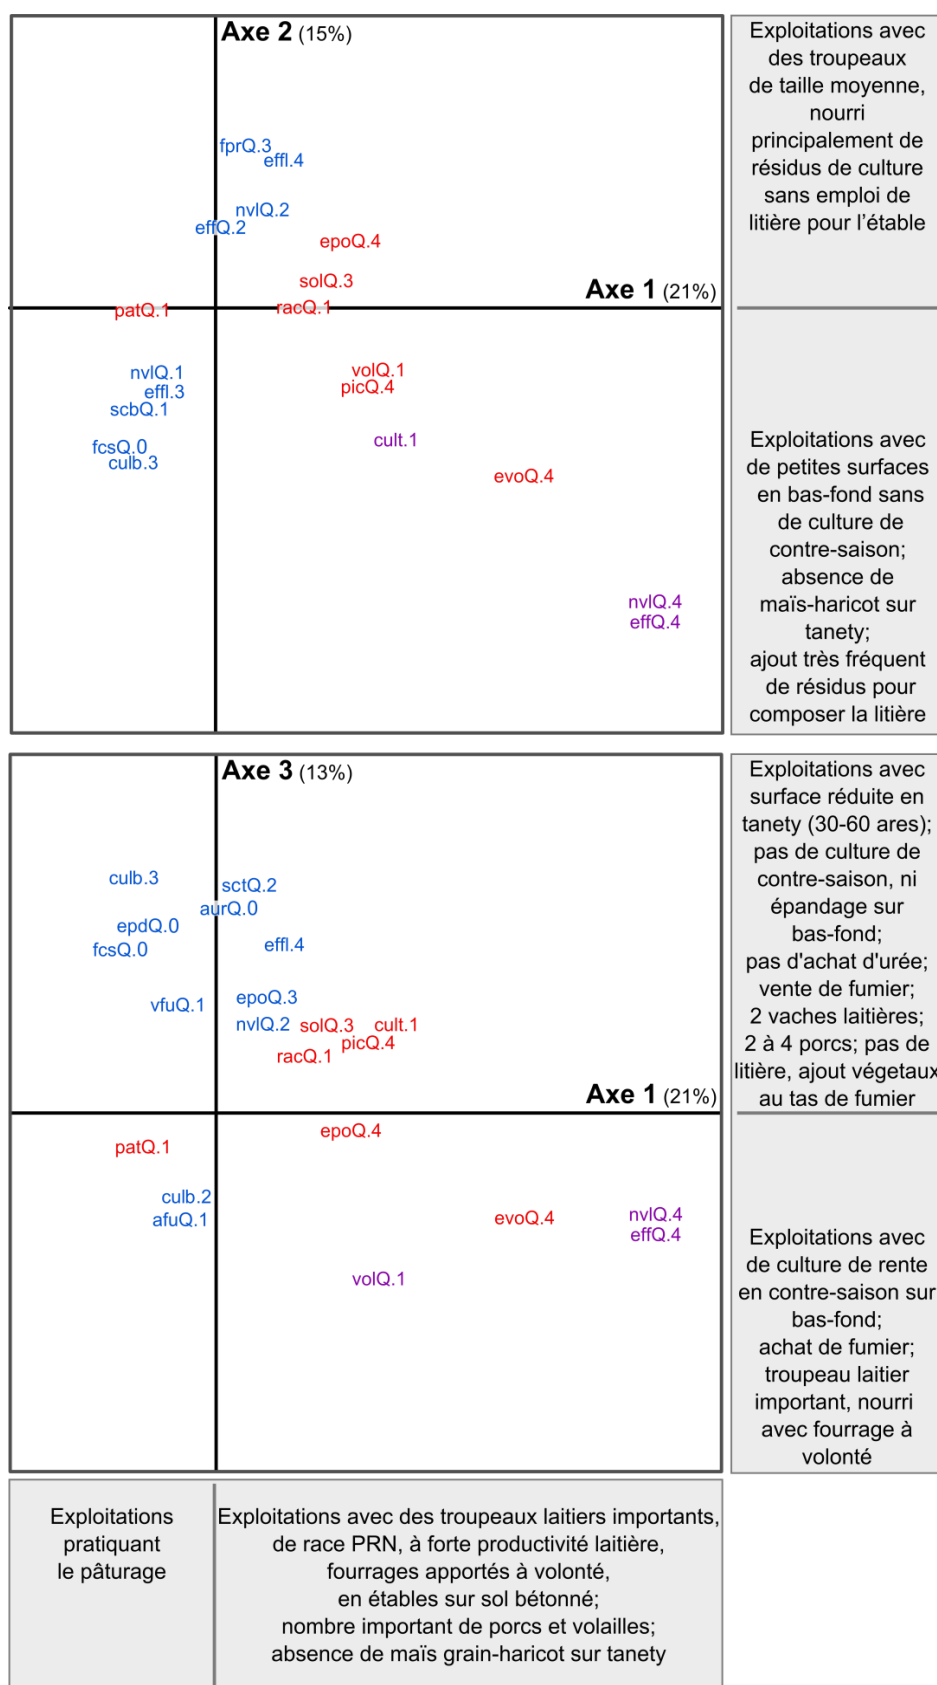 Axe 2 (15%)
fprQ.3
effl.4
nvlQ.2
effQ.2
epoQ.4
solQ.3
Axe 1 (21%)
patQ.1
racQ.1
nvlQ.1
effl.3
scbQ.1
volQ.1
picQ.4
fcsQ.0
culb.3
cult.1
evoQ.4
nvlQ.4
effQ.4
Exploitations avec
des troupeaux
de taille moyenne,
nourri
principalement de
résidus de culture
sans emploi de
litière pour l'étable
Exploitations avec
de petites surfaces
en bas-fond sans
de culture de
contre-saison;
absence de
maïs-haricot sur
tanety;
ajout très fréquent
de résidus pour
composer la litière
Axe 3 (13%)
culb.3
sctQ.2
aurQ.0
epdQ.0
fcsQ.0
effl.4
vfuQ.1
epoQ.3
nvlQ.2
solQ.3
cult.1
picQ.4
racQ.1
Axe 1 (21%)
epoQ.4
patQ.1
culb.2
afuQ.1
evoQ.4
nvlQ.4
effQ.4
volQ.1
Exploitations avec
surface réduite en
tanety (30-60 ares);
pas de culture de
contre-saison, ni
épandage sur
bas-fond;
pas d'achat d'urée;
vente de fumier;
2 vaches laitières;
2 à 4 porcs; pas de
litière, ajout végetaux
au tas de fumier
Exploitations avec
de culture de rente
en contre-saison sur
bas-fond;
achat de fumier;
troupeau laitier
important, nourri
avec fourrage à
volonté
Exploitations
pratiquant
le pâturage
Exploitations avec des troupeaux laitiers importants,
de race PRN, à forte productivité laitière,
fourrages apportés à volonté,
en étables sur sol bétonné;
nombre important de porcs et volailles;
absence de maïs grain-haricot sur tanety